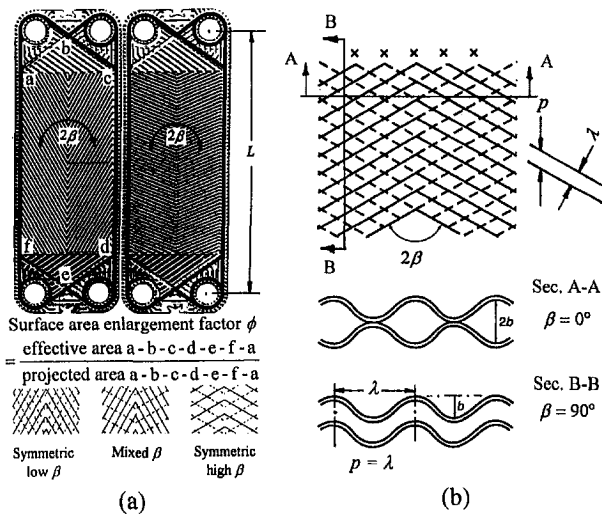 b
a
c
2β
2β
f
d
e
L
Surface area enlargement factor ϕ
= effective area a-b-c-d-e-f-a
projected area a-b-c-d-e-f-a
Symmetric low β
Mixed β
Symmetric high β
(a)
B
A
A
× × × × ×
p
λ
B
2β
Sec. A-A
β = 0°
2b
Sec. B-B
β = 90°
λ
b
p = λ
(b)